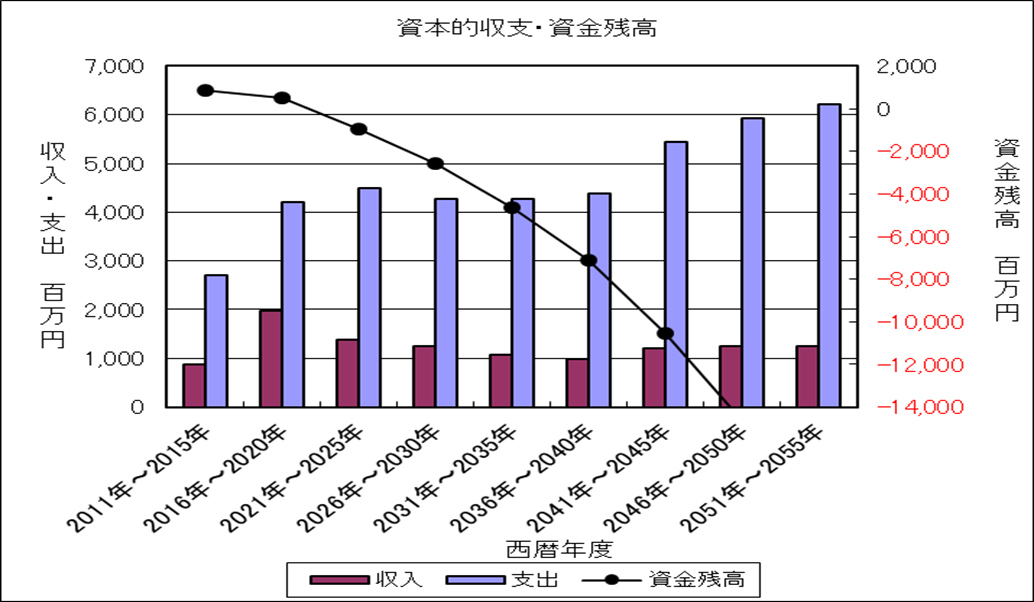 資本的収支・資金残高
7,000
6,000
5,000
4,000
3,000
2,000
1,000
0
収入・支出　百万円
2,000
0
−2,000
−4,000
−6,000
−8,000
−10,000
−12,000
−14,000
資金残高　百万円
2011年～2015年
2016年～2020年
2021年～2025年
2026年～2030年
2031年～2035年
2036年～2040年
2041年～2045年
2046年～2050年
2051年～2055年
西暦年度
収入　支出　資金残高